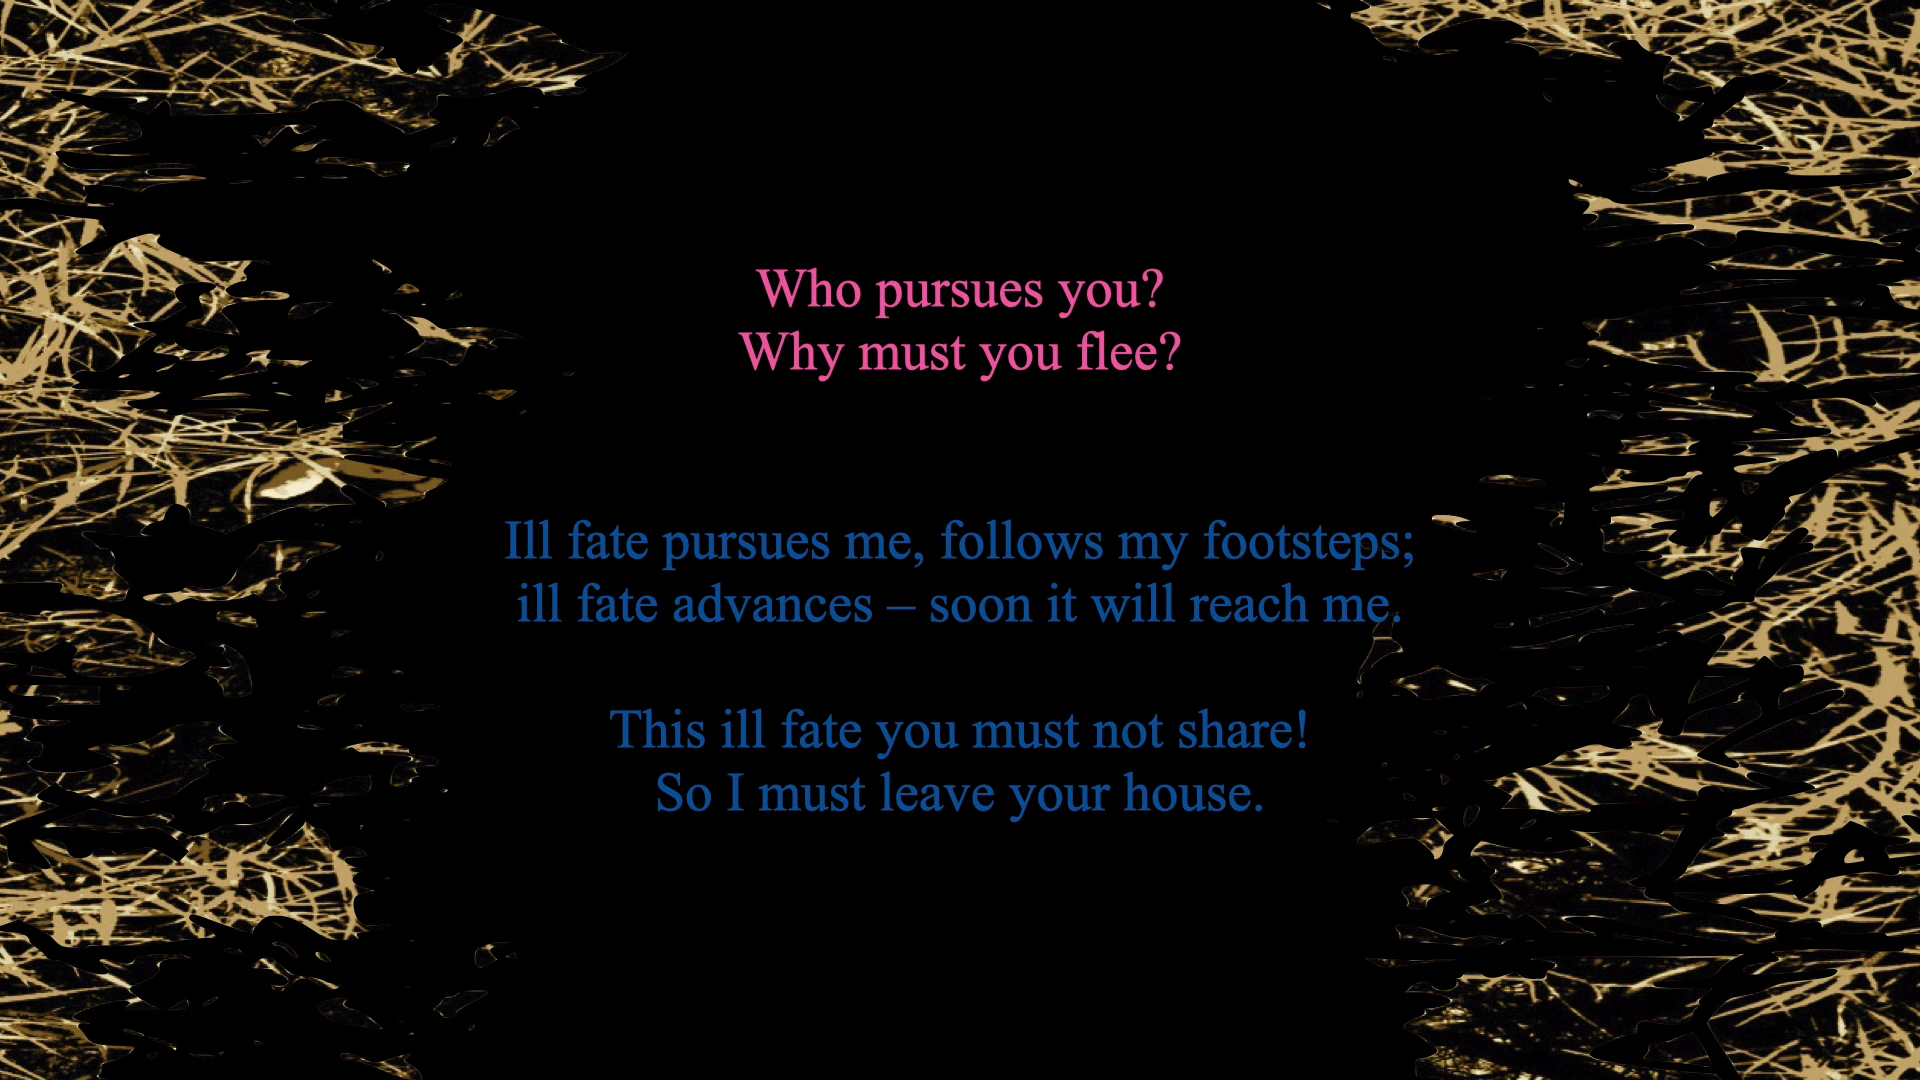 Who pursues you?
Why must you flee?
Ill fate pursues me, follows my footsteps;
ill fate advances – soon it will reach me.
This ill fate you must not share!
So I must leave your house.